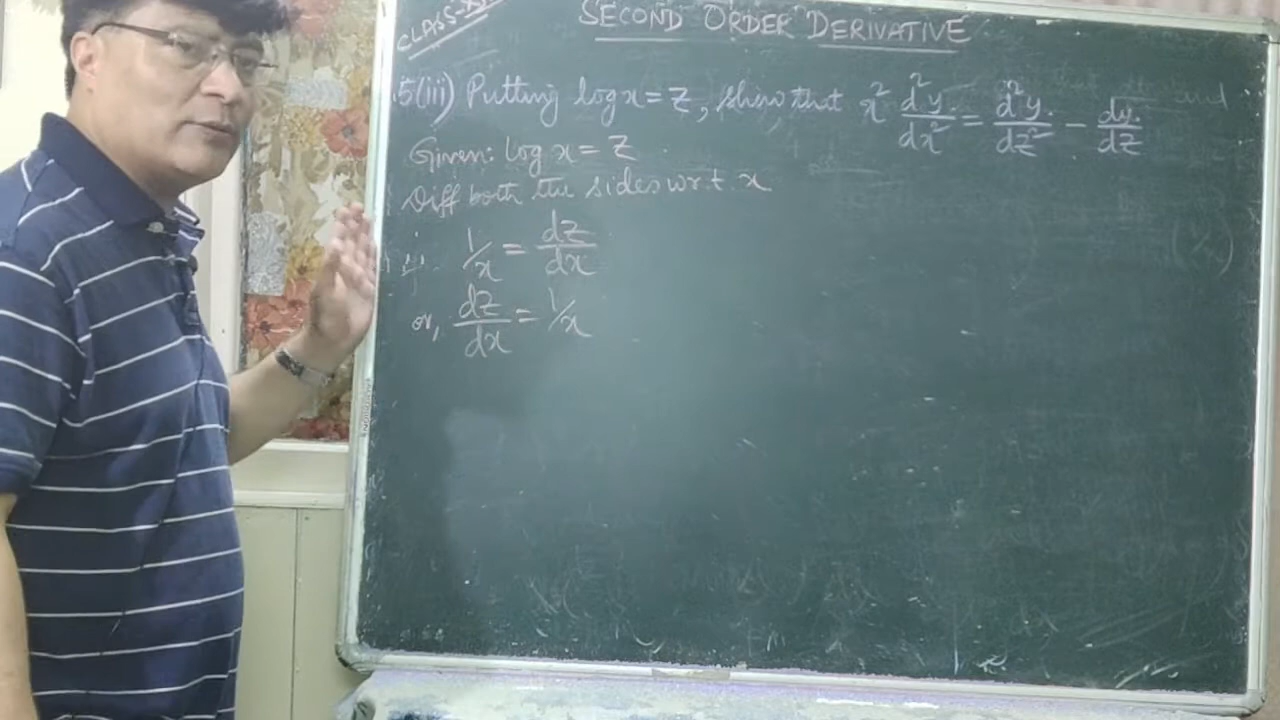 SECOND ORDER DERIVATIVE
5(iii) Putting log x = z, show that x² d²y/dx² = d²y/dz² - dy/dz
Given: log x = z
Diff both the sides w.r.t. x
1/x = dz/dx
or, dz/dx = 1/x